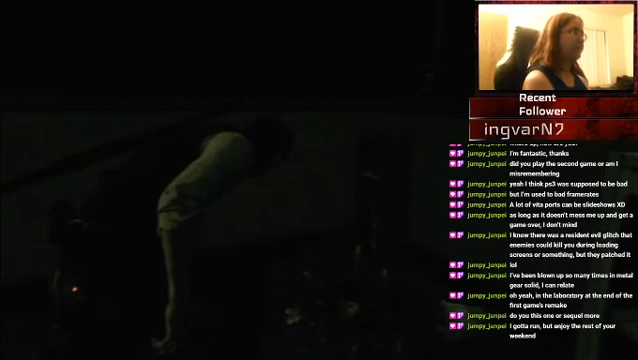 Recent
Follower
ingvarN7
jumpy_junpei I'm fantastic, thanks
jumpy_junpei did you play the second game or am I
misremembering
jumpy_junpei yeah I think ps3 was supposed to be bad
jumpy_junpei but I'm used to bad framerates
jumpy_junpei A lot of vita ports can be slideshows XD
jumpy_junpei as long as it doesn't mess me up and get a
game over, I don't mind
jumpy_junpei I know there was a resident evil glitch that
enemies could kill you during loading
screens or something, but they patched it
jumpy_junpei lol
jumpy_junpei I've been blown up so many times in metal
gear solid, I can relate
jumpy_junpei oh yeah, in the laboratory at the end of the
first game's remake
jumpy_junpei do you this one or sequel more
jumpy_junpei I gotta run, but enjoy the rest of your
weekend